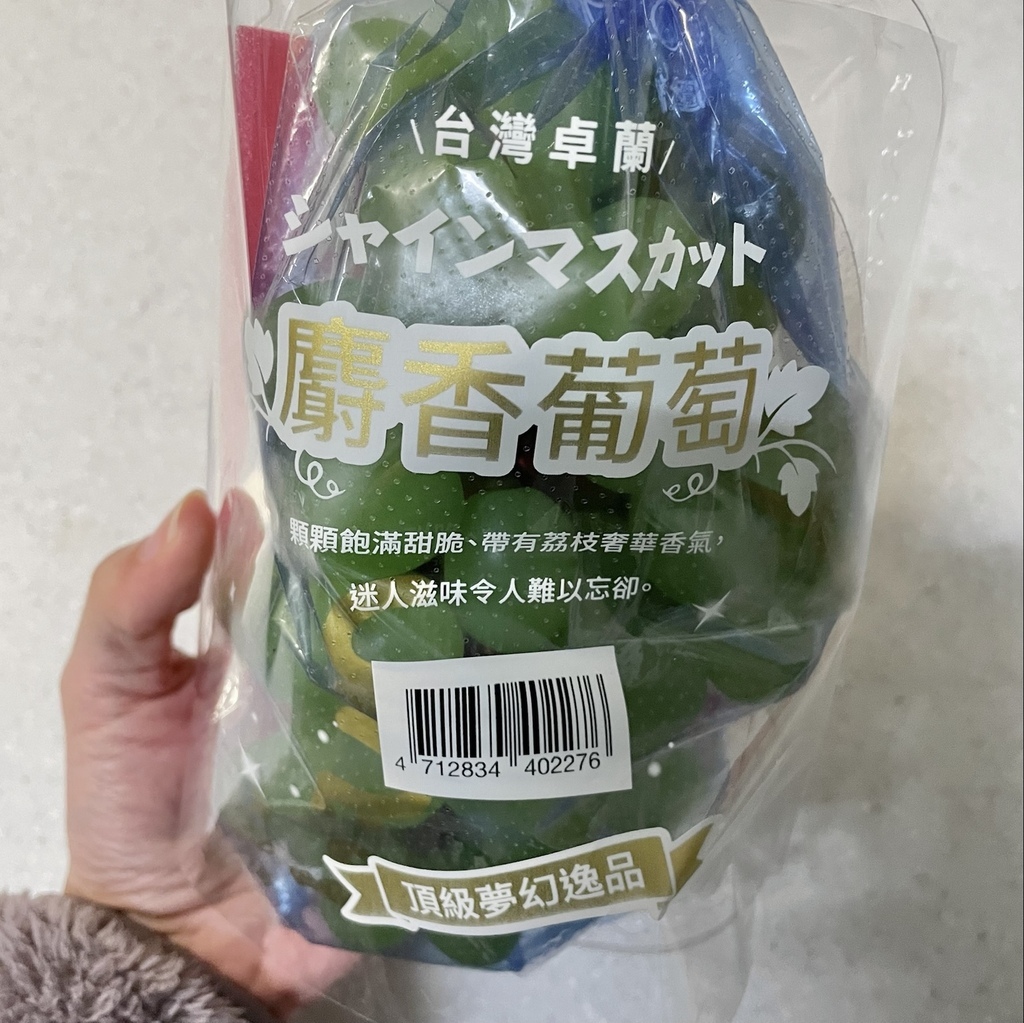 \台灣卓蘭/
シャインマスカット
麝香葡萄
顆顆飽滿甜脆、帶有荔枝奢華香氣,
迷人滋味令人難以忘卻。
4 712834 402276
頂級夢幻逸品